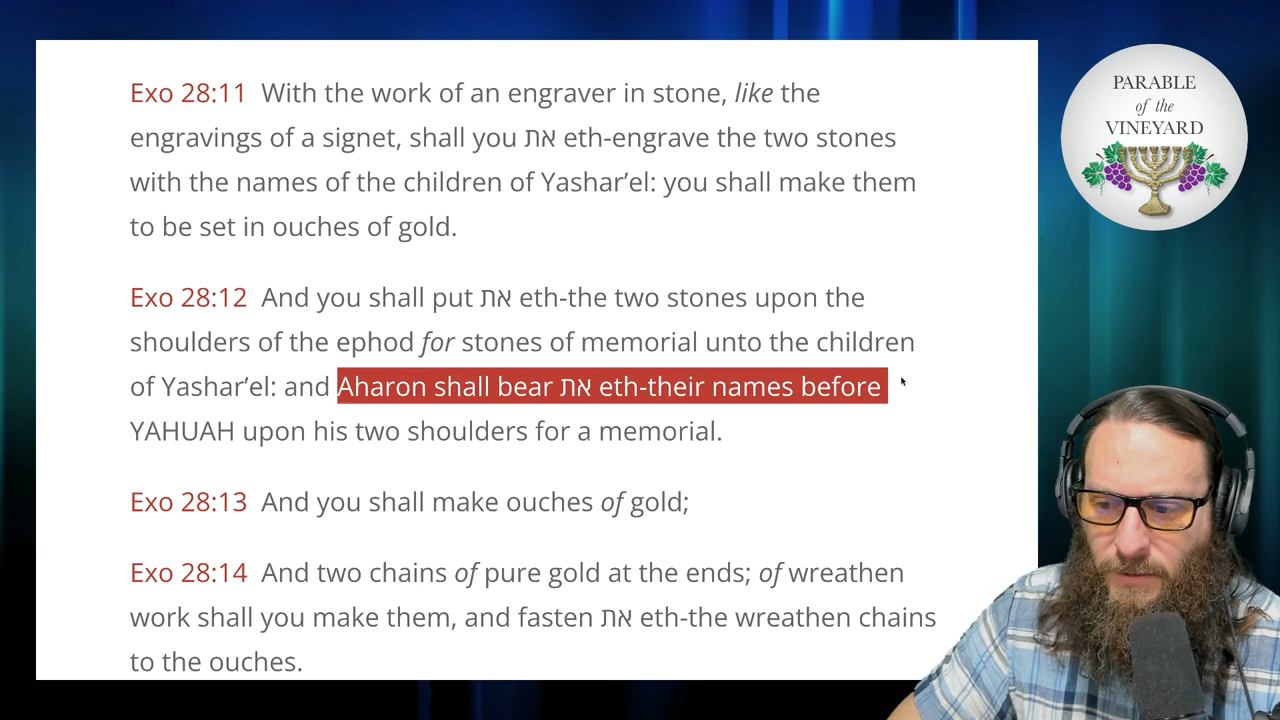 Exo 28:11 With the work of an engraver in stone, like the
engravings of a signet, shall you את eth-engrave the two stones
with the names of the children of Yashar’el: you shall make them
to be set in ouches of gold.
Exo 28:12 And you shall put את eth-the two stones upon the
shoulders of the ephod for stones of memorial unto the children
of Yashar’el: and Aharon shall bear את eth-their names before
YAHUAH upon his two shoulders for a memorial.
Exo 28:13 And you shall make ouches of gold;
Exo 28:14 And two chains of pure gold at the ends; of wreathen
work shall you make them, and fasten את eth-the wreathen chains
to the ouches.
PARABLE
of the
VINEYARD